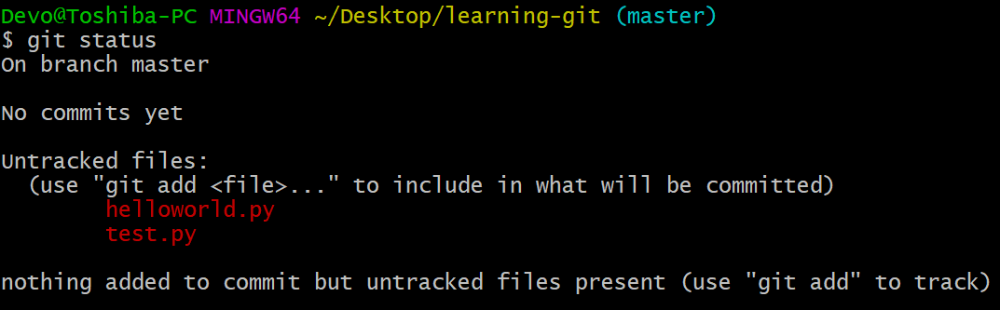 Devo@Toshiba-PC MINGW64 ~/Desktop/learning-git (master)
$ git status
On branch master
No commits yet
Untracked files:
(use "git add <file>..." to include in what will be committed)
helloworld.py
test.py
nothing added to commit but untracked files present (use "git add" to track)